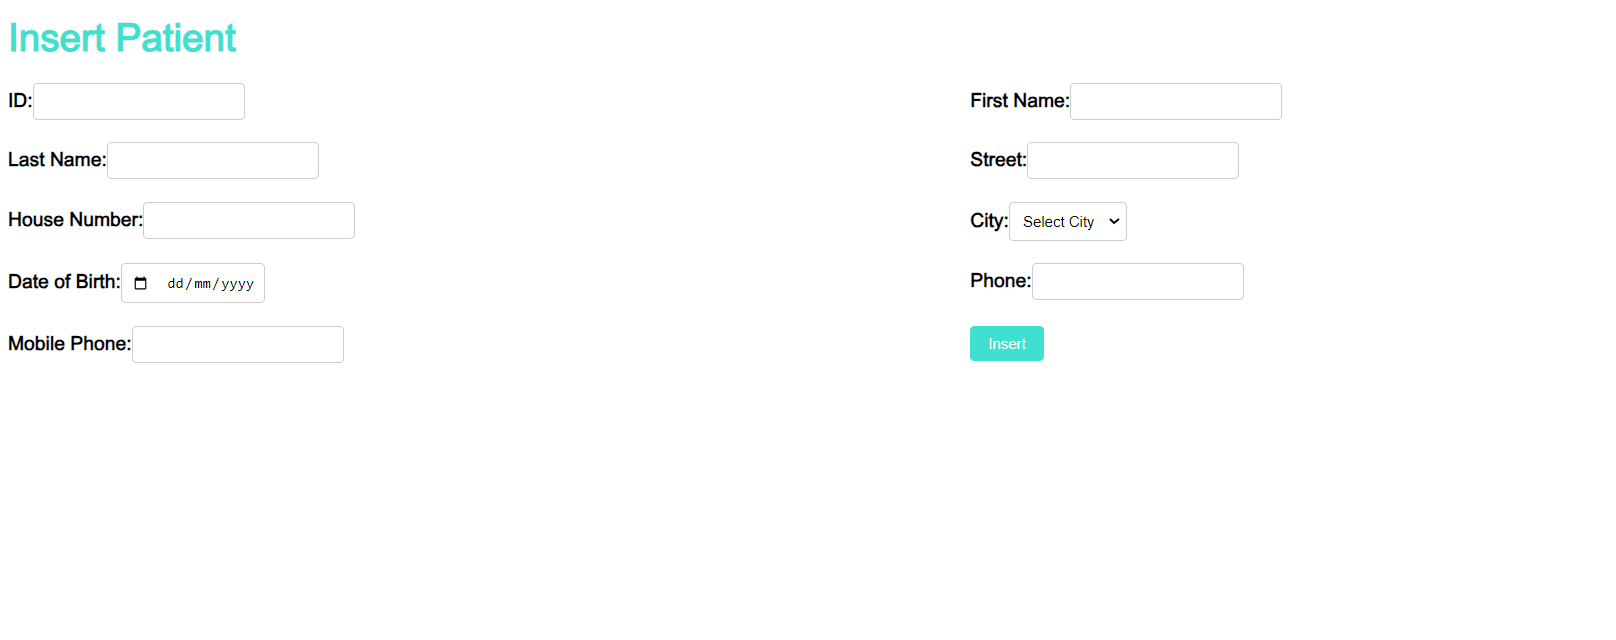 Insert Patient
ID: First Name:
Last Name: Street:
House Number: City: Select City
Date of Birth: dd/mm/yyyy Phone:
Mobile Phone: Insert